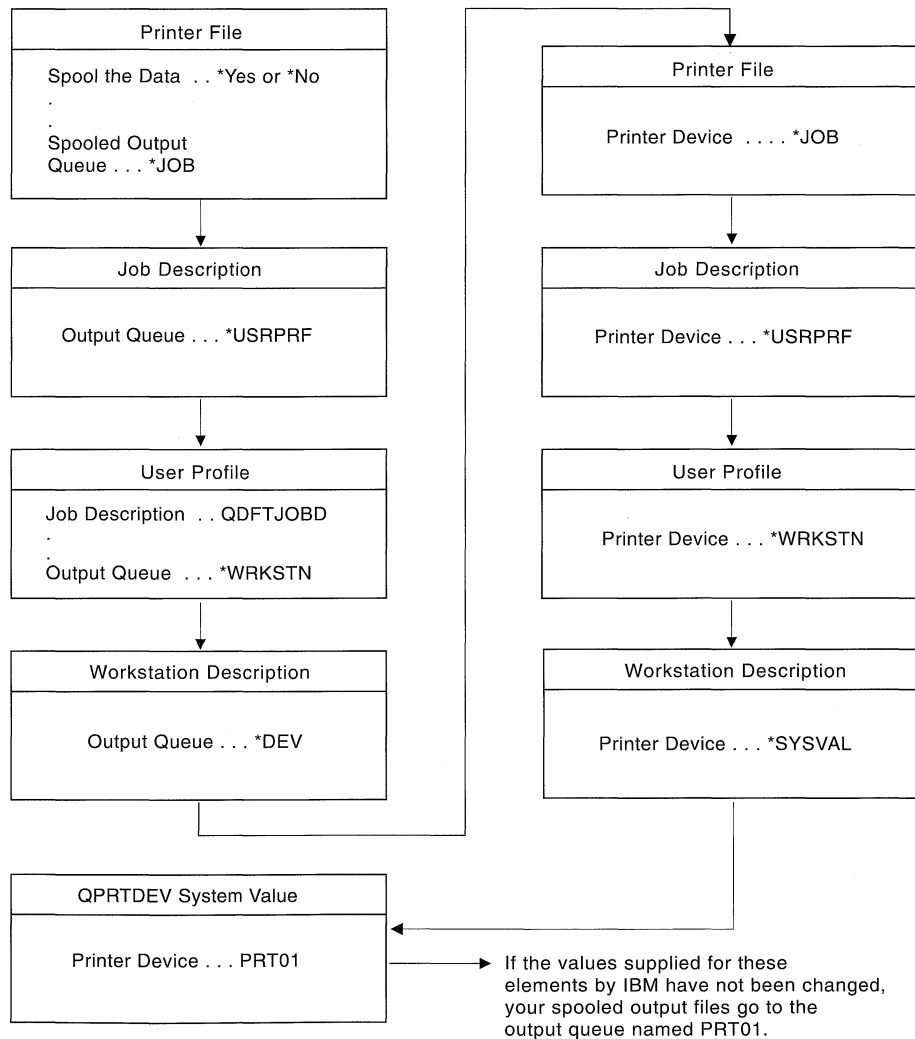 Printer File
Spool the Data . . *Yes or *No
.
.
Spooled Output
Queue . . . *JOB
Job Description
Output Queue . . . *USRPRF
User Profile
Job Description . . QDFTJOBD
.
.
Output Queue . . . *WRKSTN
Workstation Description
Output Queue . . . *DEV
Printer File
Printer Device . . . . *JOB
Job Description
Printer Device . . . *USRPRF
User Profile
Printer Device . . . *WRKSTN
Workstation Description
Printer Device . . . *SYSVAL
QPRTDEV System Value
Printer Device . . . PRT01
If the values supplied for these
elements by IBM have not been changed,
your spooled output files go to the
output queue named PRT01.